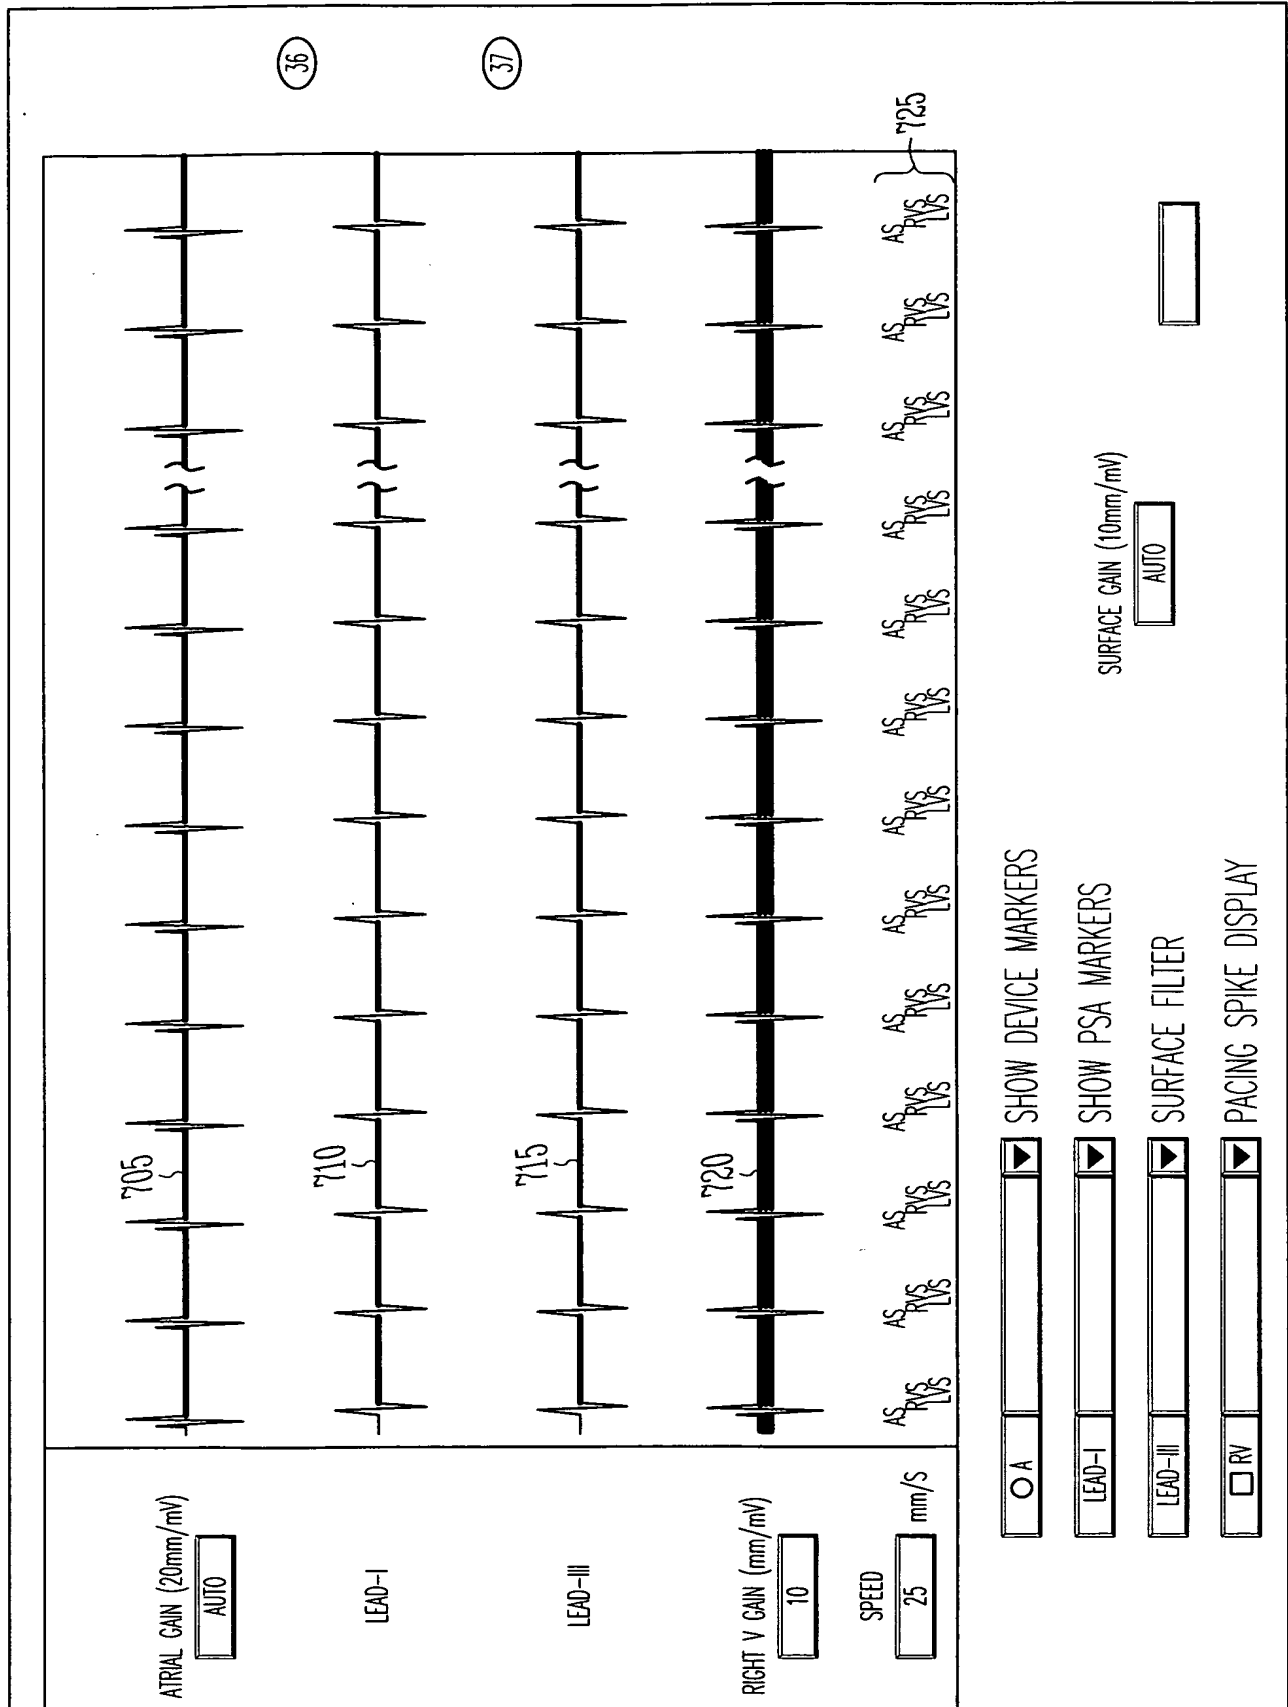 ATRIAL GAIN (20mm/mV)
AUTO
705
36
LEAD-I
710
37
LEAD-III
715
RIGHT V GAIN (mm/mV)
10
720
SPEED
25 mm/S
AS AS AS AS AS AS AS AS AS AS AS AS AS
RVS RVS RVS RVS RVS RVS RVS RVS RVS RVS RVS RVS RVS
LVS LVS LVS LVS LVS LVS LVS LVS LVS LVS LVS LVS LVS
725
A
SHOW DEVICE MARKERS
LEAD-I
SHOW PSA MARKERS
SURFACE GAIN (10mm/mV)
AUTO
LEAD-III
SURFACE FILTER
RV
PACING SPIKE DISPLAY